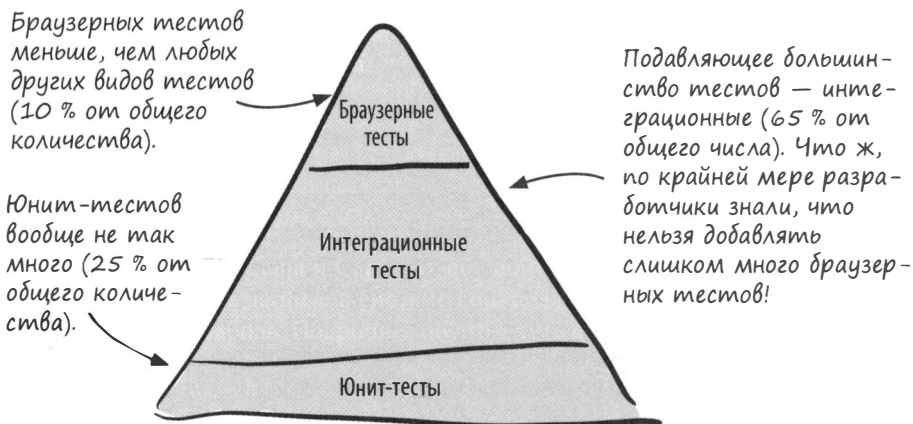 Браузерных тестов
меньше, чем любых
других видов тестов
(10 % от общего
количества).
Юнит-тестов
вообще не так
много (25 % от
общего количе-
ства).
Браузерные
тесты
Интеграционные
тесты
Юнит-тесты
Подавляющее большин-
ство тестов — инте-
грационные (65 % от
общего числа). Что ж,
по крайней мере разра-
ботчики знали, что
нельзя добавлять
слишком много браузер-
ных тестов!